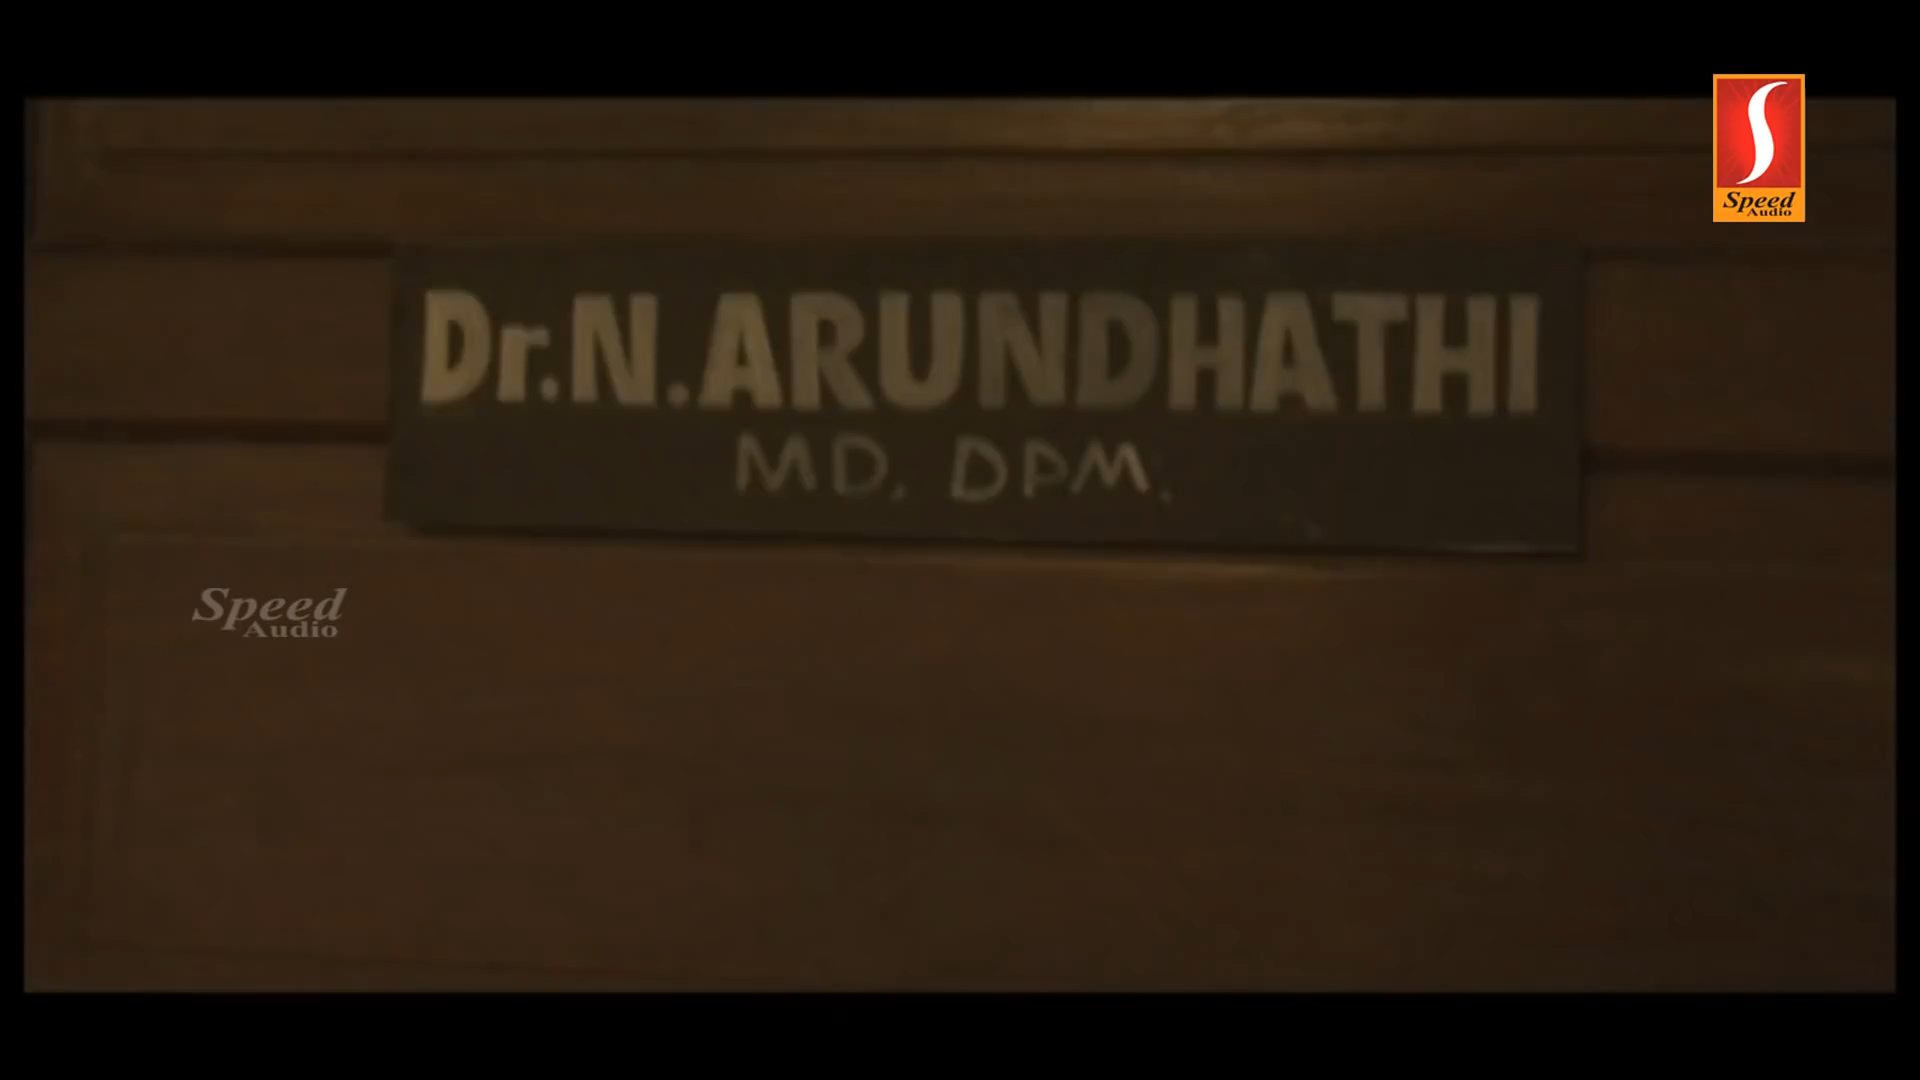 Speed
Audio
Dr.N.ARUNDHATHI
MD, DPM.
Speed
Audio